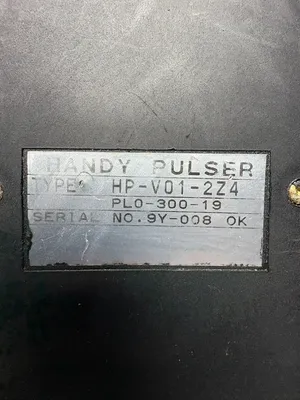 HANDY PULSER
TYPE HP-V01-2Z4
PL0-300-19
SERIAL NO.9Y-008 OK